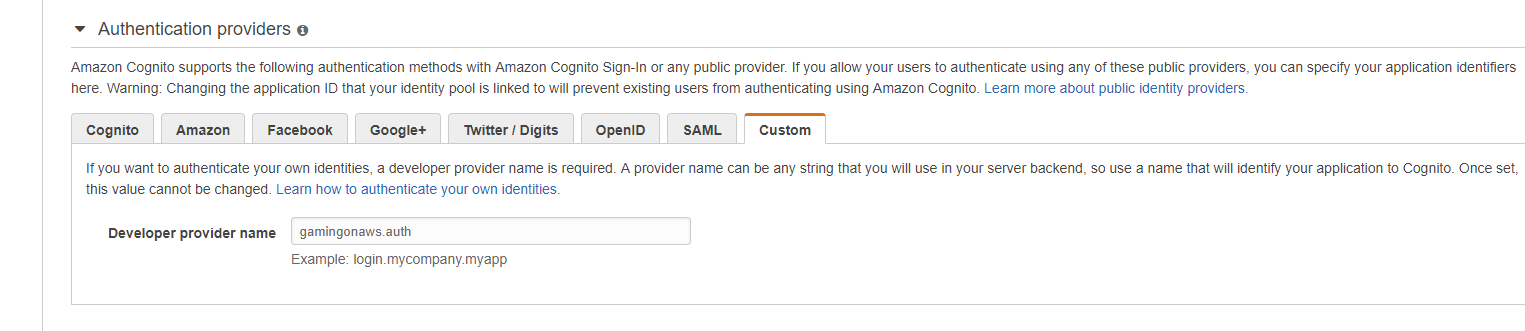 Authentication providers
Amazon Cognito supports the following authentication methods with Amazon Cognito Sign-In or any public provider. If you allow your users to authenticate using any of these public providers, you can specify your application identifiers
here. Warning: Changing the application ID that your identity pool is linked to will prevent existing users from authenticating using Amazon Cognito. Learn more about public identity providers.
Cognito Amazon Facebook Google+ Twitter / Digits OpenID SAML Custom
If you want to authenticate your own identities, a developer provider name is required. A provider name can be any string that you will use in your server backend, so use a name that will identify your application to Cognito. Once set,
this value cannot be changed. Learn how to authenticate your own identities.
Developer provider name gamingonaws.auth
Example: login.mycompany.myapp